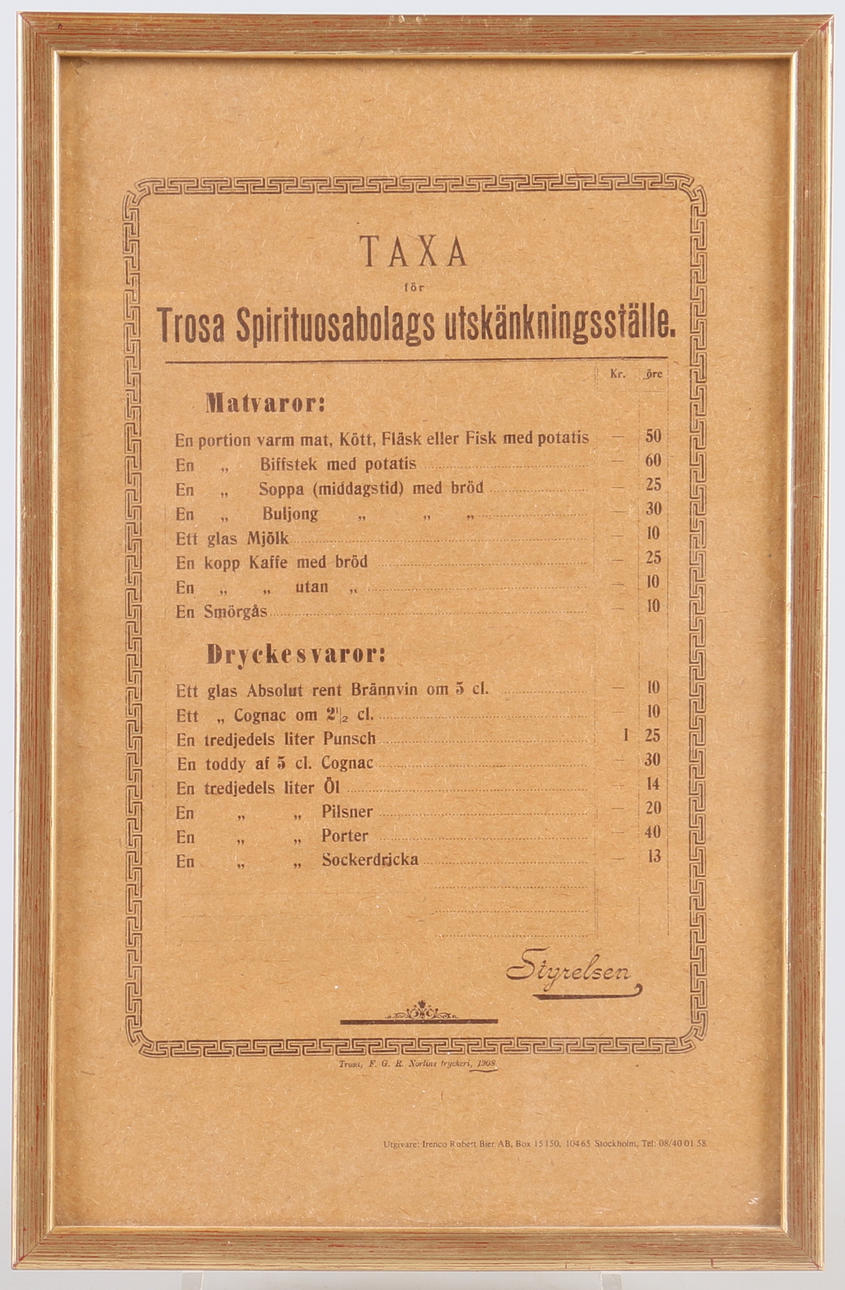 TAXA
för
Trosa Spirituosabolags utskänkningsställe.
Kr. öre
Matvaror:
En portion varm mat, Kött, Fläsk eller Fisk med potatis — 50
En „ Biffstek med potatis — 60
En „ Soppa (middagstid) med bröd — 25
En „ Buljong „ „ „ — 30
Ett glas Mjölk — 10
En kopp Kaffe med bröd — 25
En „ „ utan „ — 10
En Smörgås — 10
Dryckesvaror:
Ett glas Absolut rent Brännvin om 5 cl. — 10
Ett „ Cognac om 2½ cl. — 10
En tredjedels liter Punsch 1 25
En toddy af 5 cl. Cognac — 30
En tredjedels liter Öl — 14
En „ „ Pilsner — 20
En „ „ Porter — 40
En „ „ Sockerdricka — 13
Styrelsen
Trosa, F. G. R. Norlins tryckeri, 1908
Utgivare: Irenco Robert Bier AB, Box 15 150, 104 65 Stockholm, Tel: 08/40 01 58